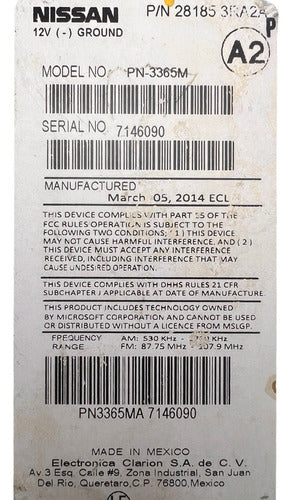 NISSAN P/N 28185 3RA2A
12V (-) GROUND
P
A2
MODEL NO. PN-3365M
SERIAL NO. 7146090
MANUFACTURED
March 05, 2014 ECL
THIS DEVICE COMPLIES WITH PART 15 OF THE
FCC RULES OPERATION IS SUBJECT TO THE
FOLLOWING TWO CONDITIONS; (1) THIS DEVICE
MAY NOT CAUSE HARMFUL INTERFERENCE, AND (2)
THIS DEVICE MUST ACCEPT ANY INTERFERENCE
RECEIVED, INCLUDING INTERFERENCE THAT MAY
CAUSE UNDESIRED OPERATION.
THIS DEVICE COMPLIES WITH DHHS RULES 21 CFR
SUBCHAPTER J APPLICABLE AT DATE OF MANUFACTURE.
THIS PRODUCT INCLUDES TECHNOLOGY OWNED
BY MICROSOFT CORPORATION AND CANNOT BE USED
OR DISTRIBUTED WITHOUT A LICENCE FROM MSLGP.
FREQUENCY AM: 530 KHz - KHz
RANGE FM: 87.75 MHz - 107.9 MHz
PN3365MA 7146090
MADE IN MEXICO
Electronica Clarion S.A. de C. V.
Av.3 Esq. Calle #9, Zona Industrial, San Juan
Del Rio, Queretaro,C.P. 76800,Mexico